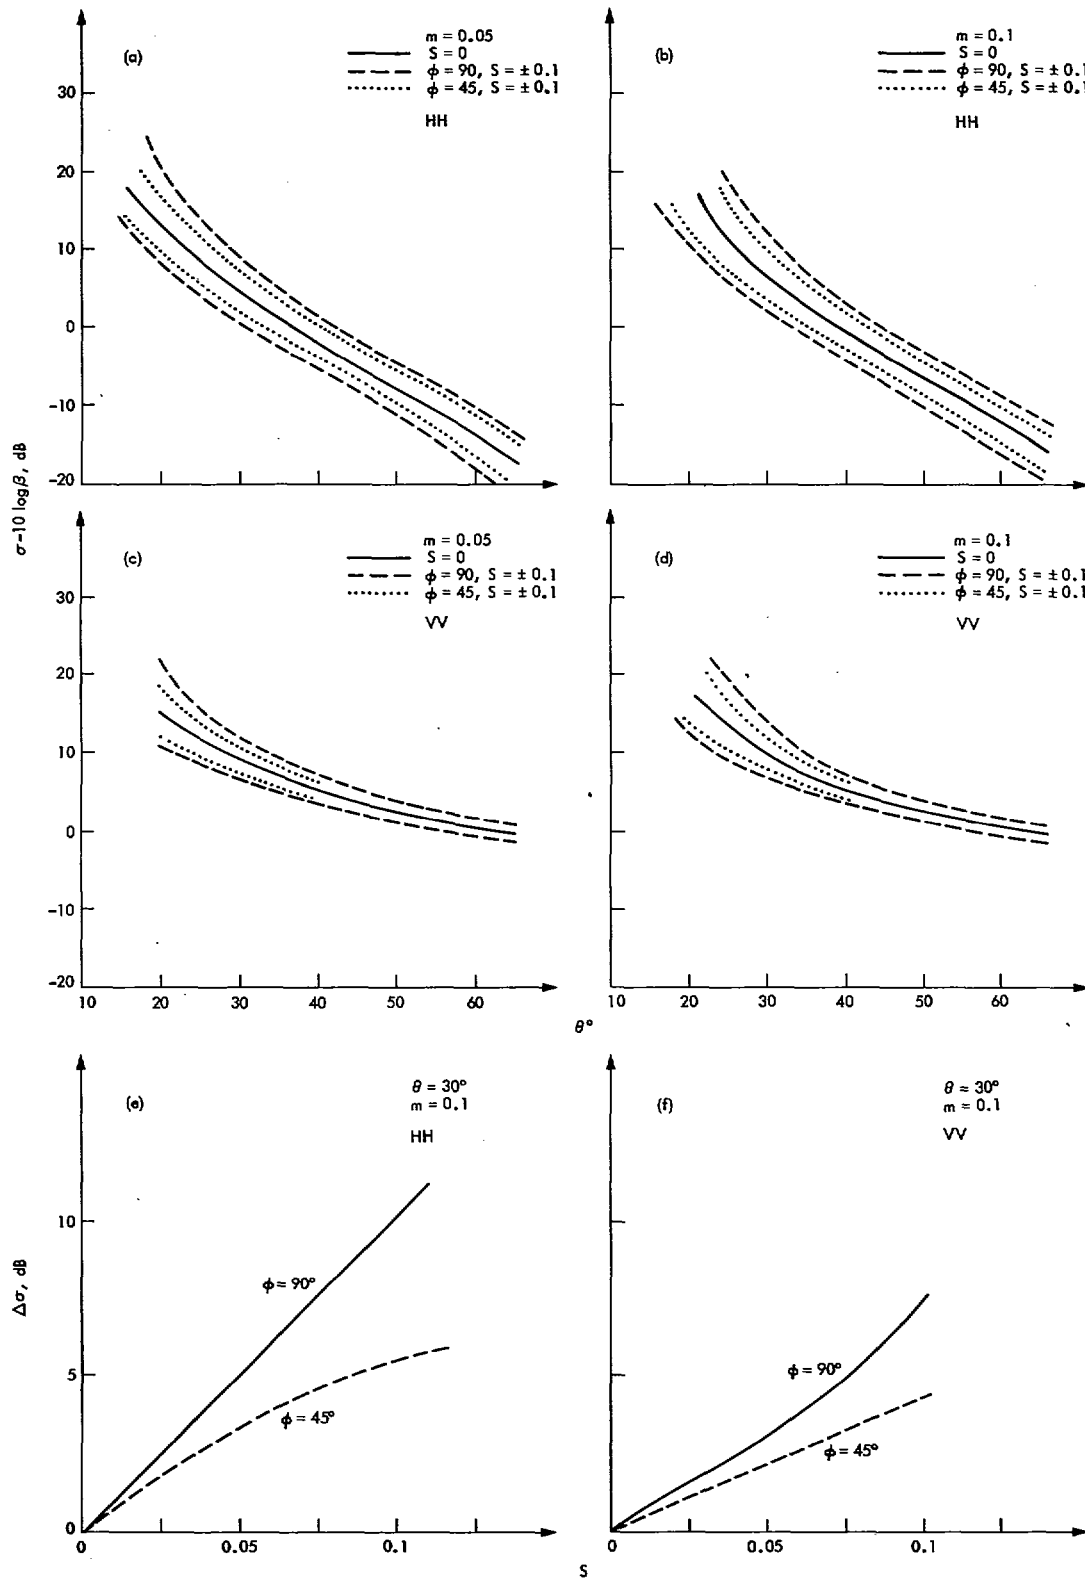 (a)
m = 0.05
S = 0
ϕ = 90, S = ± 0.1
ϕ = 45, S = ± 0.1
HH
30
20
10
0
-10
-20
(b)
m = 0.1
S = 0
ϕ = 90, S = ± 0.1
ϕ = 45, S = ± 0.1
HH
σ-10 logβ, dB
(c)
m = 0.05
S = 0
ϕ = 90, S = ± 0.1
ϕ = 45, S = ± 0.1
VV
30
20
10
0
-10
-20
10 20 30 40 50 60
(d)
m = 0.1
S = 0
ϕ = 90, S = ± 0.1
ϕ = 45, S = ± 0.1
VV
10 20 30 40 50 60
θ°
(e)
θ = 30°
m = 0.1
HH
10
5
0
ϕ = 90°
ϕ = 45°
0 0.05 0.1
Δσ, dB
(f)
θ = 30°
m = 0.1
VV
ϕ = 90°
ϕ = 45°
0 0.05 0.1
S